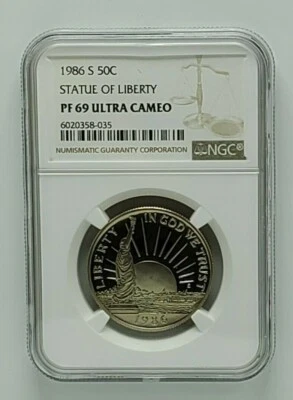 1986 S 50C
STATUE OF LIBERTY
PF 69 ULTRA CAMEO
6020358-035
NUMISMATIC GUARANTY CORPORATION
NGC
LIBERTY
IN GOD WE TRUST
1986